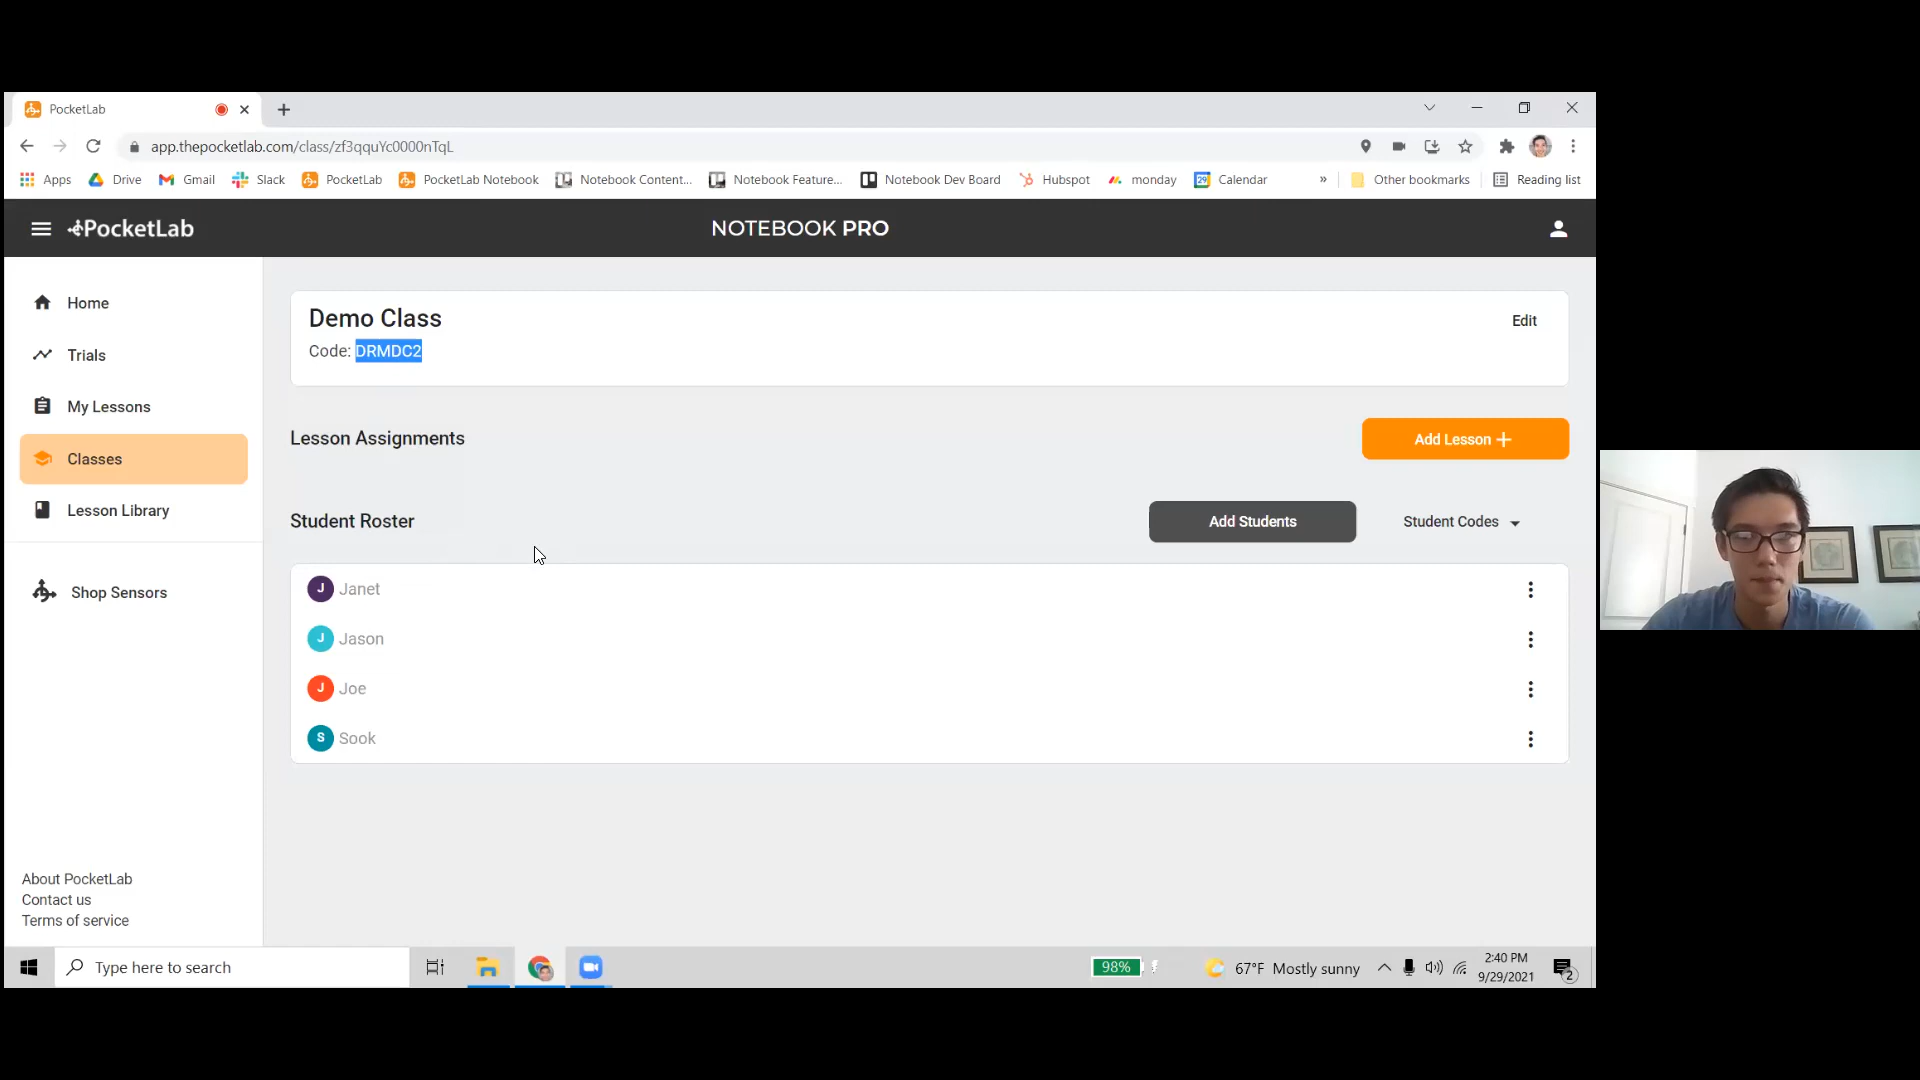 PocketLab
app.thepocketlab.com/class/zf3qquYc0000nTqL
Apps Drive Gmail Slack PocketLab PocketLab Notebook Notebook Content... Notebook Feature... Notebook Dev Board Hubspot monday 29 Calendar » Other bookmarks Reading list
PocketLab NOTEBOOK PRO
Home
Trials
My Lessons
Classes
Lesson Library
Shop Sensors
About PocketLab
Contact us
Terms of service
Demo Class
Edit
Code: DRMDC2
Lesson Assignments
Add Lesson +
Student Roster
Add Students
Student Codes
J Janet
J Jason
J Joe
S Sook
Type here to search
98%
67°F Mostly sunny
2:40 PM
9/29/2021
2